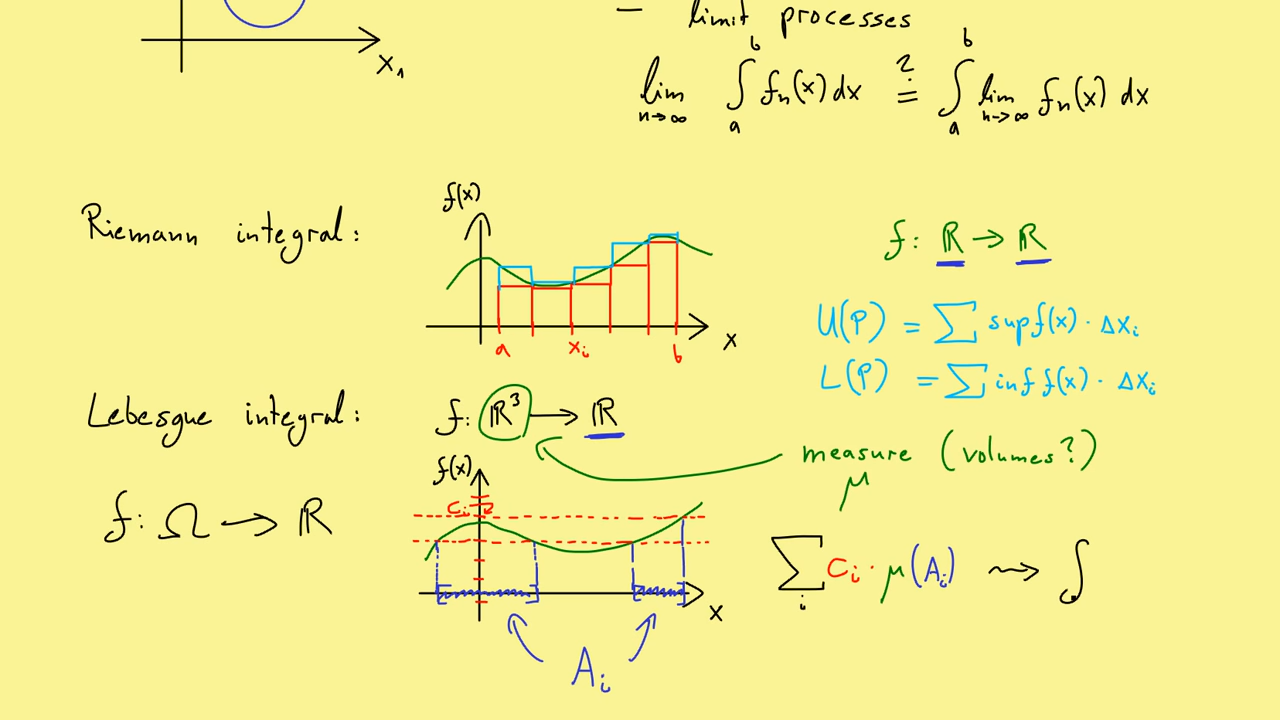 x₁
– limit processes
lim n→∞ ∫ₐᵇ fₙ(x) dx ≟ ∫ₐᵇ lim n→∞ fₙ(x) dx
Riemann integral:
f(x)
a xᵢ b x
f: ℝ → ℝ
U(P) = ∑ sup f(x) · Δxᵢ
L(P) = ∑ inf f(x) · Δxᵢ
Lebesgue integral:
f: ℝ³ → ℝ
measure (volumes?)
μ
f(x)
cᵢ
x
f: Ω → ℝ
∑ᵢ cᵢ · μ(Aᵢ) ⇝ ∫
Aᵢ